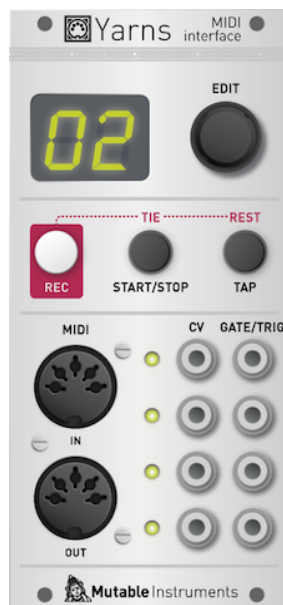 Yarns
MIDI
interface
02
EDIT
TIE
REST
REC
START/STOP
TAP
MIDI
CV
GATE/TRIG
IN
OUT
Mutable Instruments